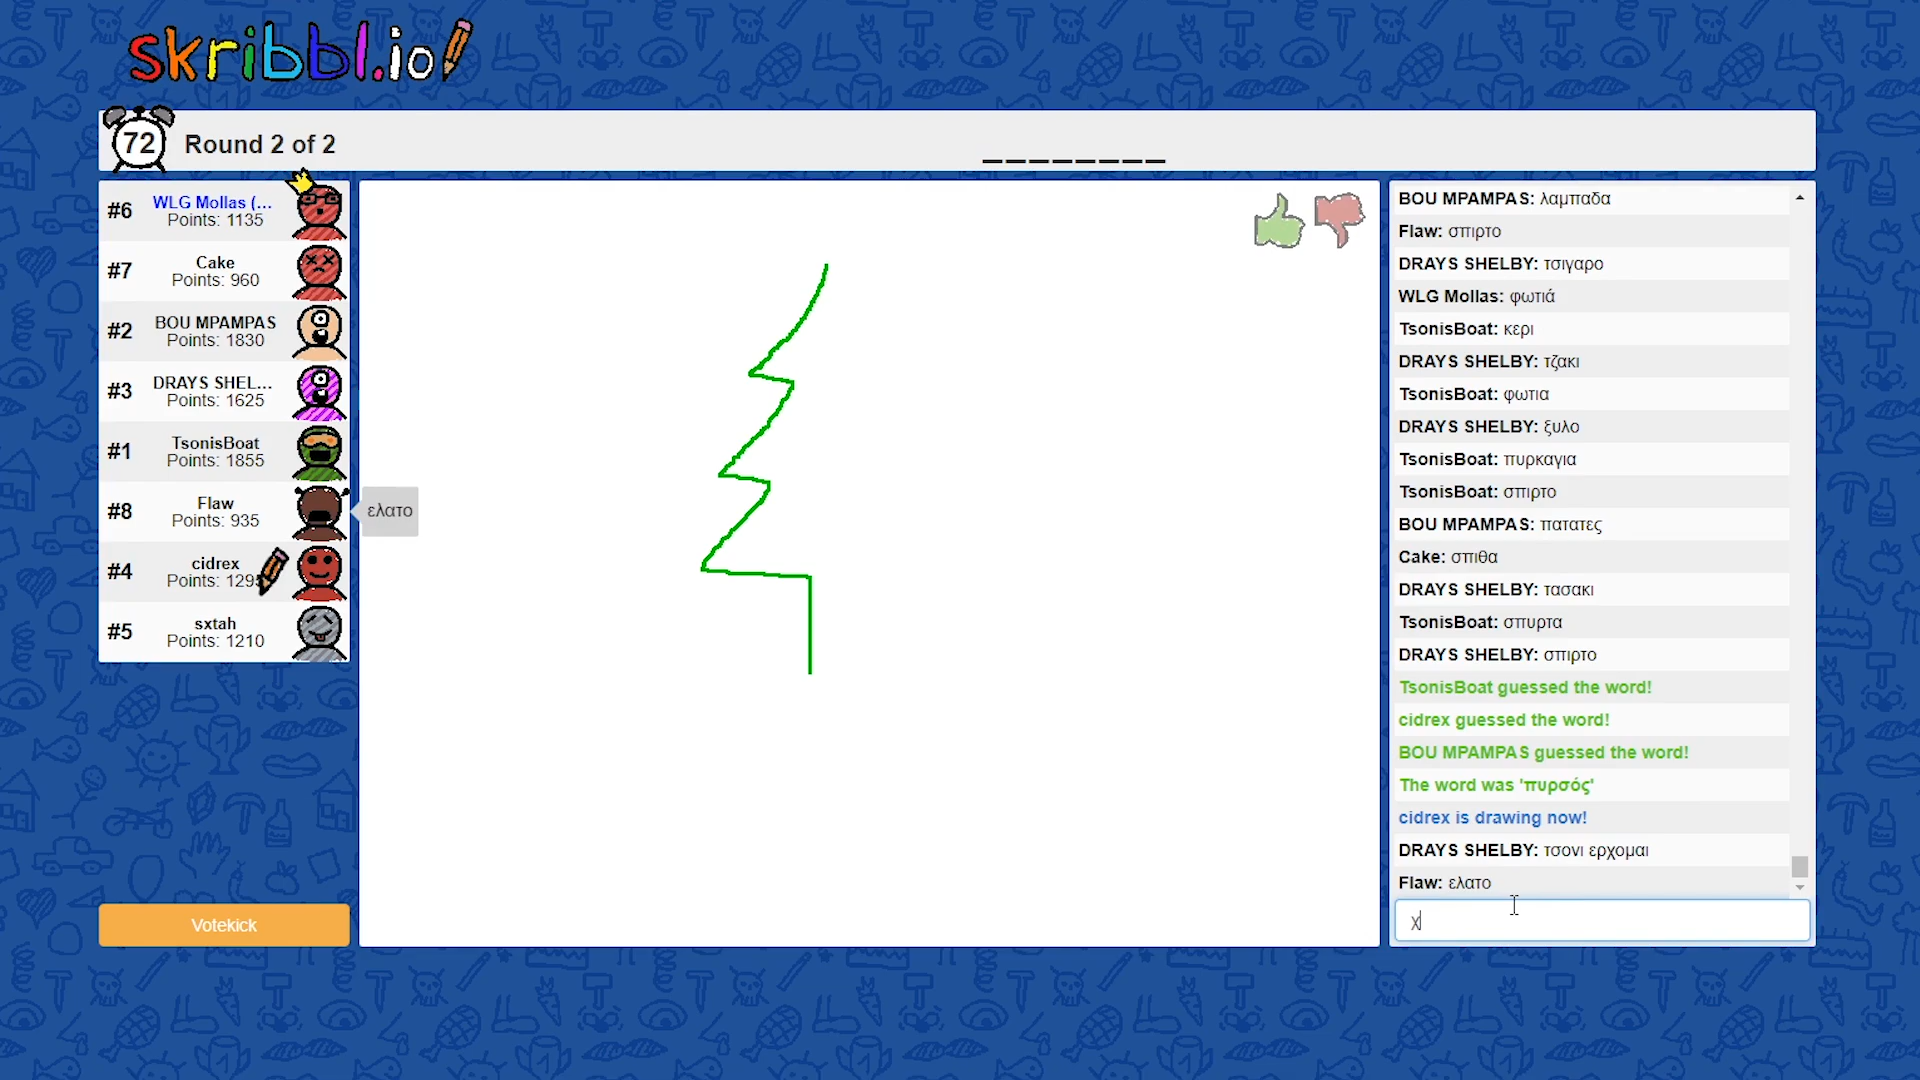 skribbl.io
72 Round 2 of 2
________
#6 WLG Mollas (...
Points: 1135
#7 Cake
Points: 960
#2 BOU MPAMPAS
Points: 1830
#3 DRAYS SHEL...
Points: 1625
#1 TsonisBoat
Points: 1855
#8 Flaw
Points: 935
ελατο
#4 cidrex
Points: 1295
#5 sxtah
Points: 1210
Votekick
BOU MPAMPAS: λαμπαδα
Flaw: σπιρτο
DRAYS SHELBY: τσιγαρο
WLG Mollas: φωτιά
TsonisBoat: κερι
DRAYS SHELBY: τζακι
TsonisBoat: φωτια
DRAYS SHELBY: ξυλο
TsonisBoat: πυρκαγια
TsonisBoat: σπιρτο
BOU MPAMPAS: πατατες
Cake: σπιθα
DRAYS SHELBY: τασακι
TsonisBoat: σπυρτα
DRAYS SHELBY: σπιρτο
TsonisBoat guessed the word!
cidrex guessed the word!
BOU MPAMPAS guessed the word!
The word was 'πυρσός'
cidrex is drawing now!
DRAYS SHELBY: τσονι ερχομαι
Flaw: ελατο
χ